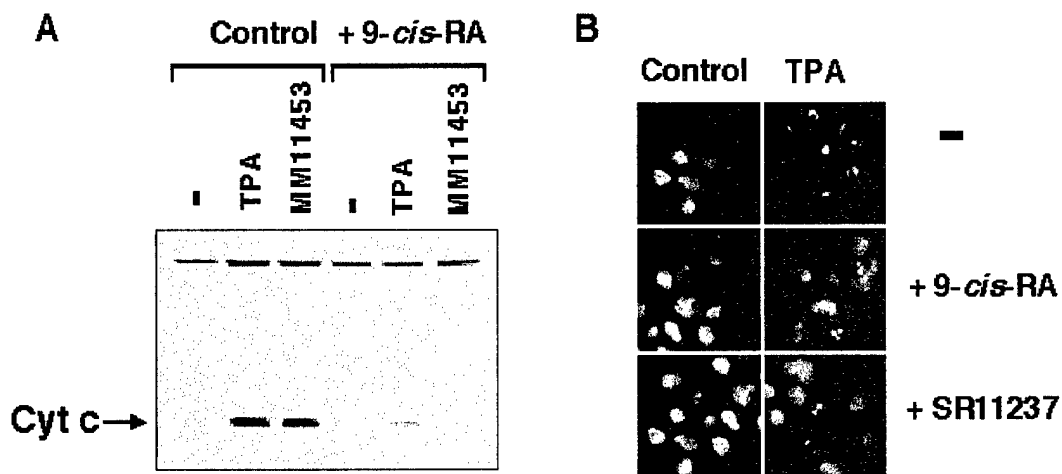 A
Control + 9-cis-RA
-
TPA
MM11453
-
TPA
MM11453
Cyt c
B
Control TPA
-
+ 9-cis-RA
+ SR11237